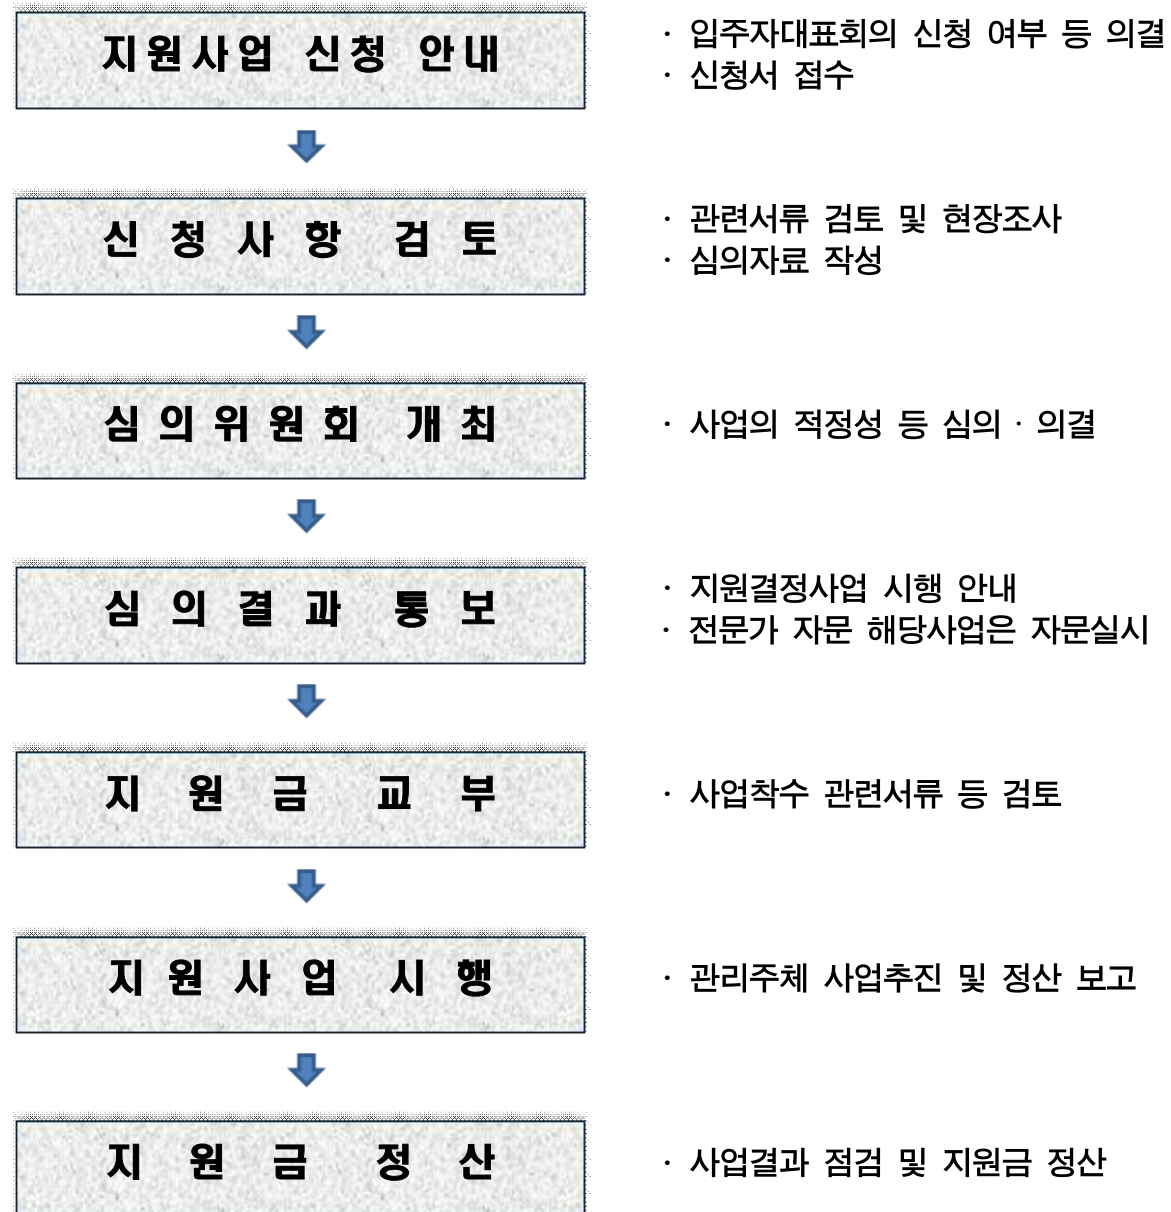 지원사업 신청 안내
· 입주자대표회의 신청 여부 등 의결
· 신청서 접수
신청사항 검토
· 관련서류 검토 및 현장조사
· 심의자료 작성
심의위원회 개최
· 사업의 적정성 등 심의 · 의결
심의결과 통보
· 지원결정사업 시행 안내
· 전문가 자문 해당사업은 자문실시
지원금 교부
· 사업착수 관련서류 등 검토
지원사업 시행
· 관리주체 사업추진 및 정산 보고
지원금 정산
· 사업결과 점검 및 지원금 정산